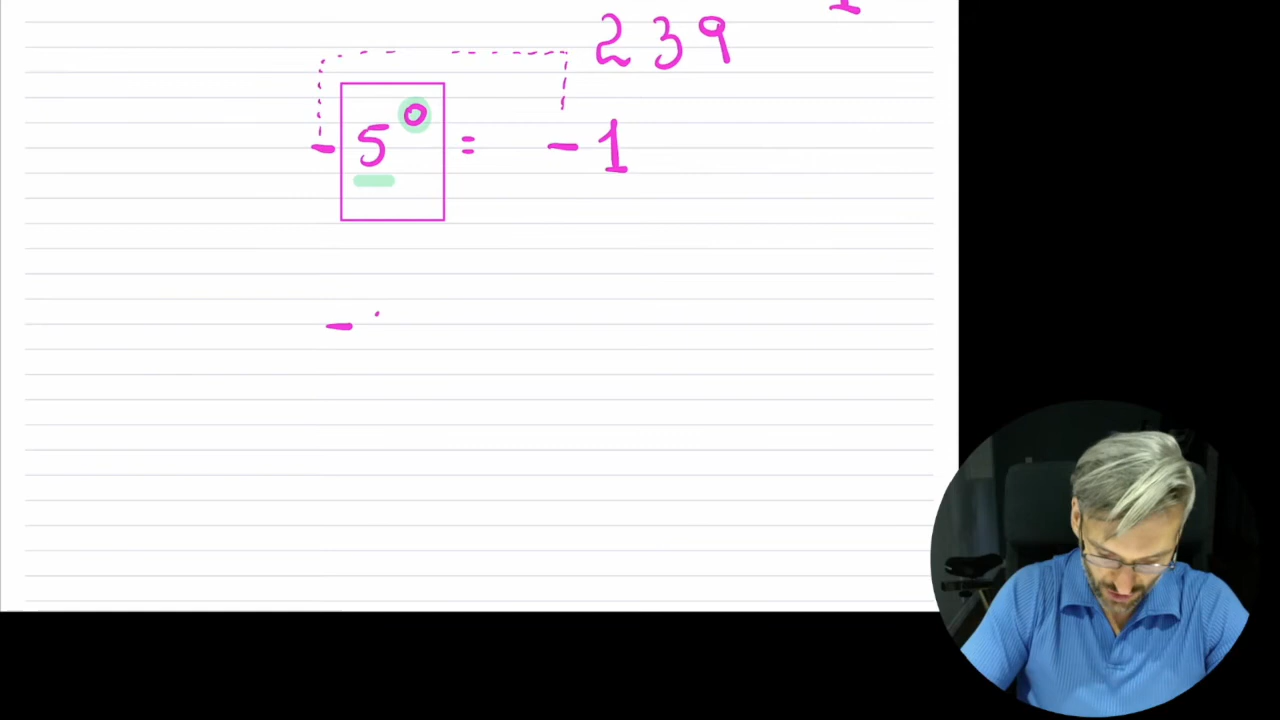 239
-5⁰ = -1
-